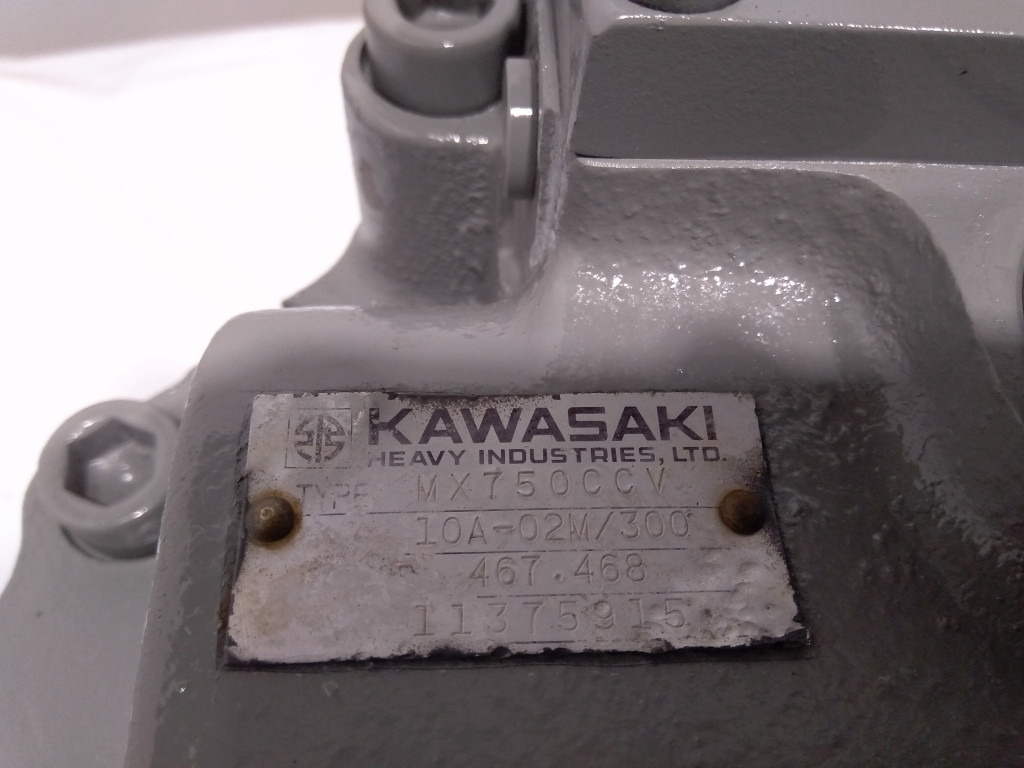 KAWASAKI
HEAVY INDUSTRIES, LTD.
TYPE MX750CCV
10A-02M/300
467.468
11375915